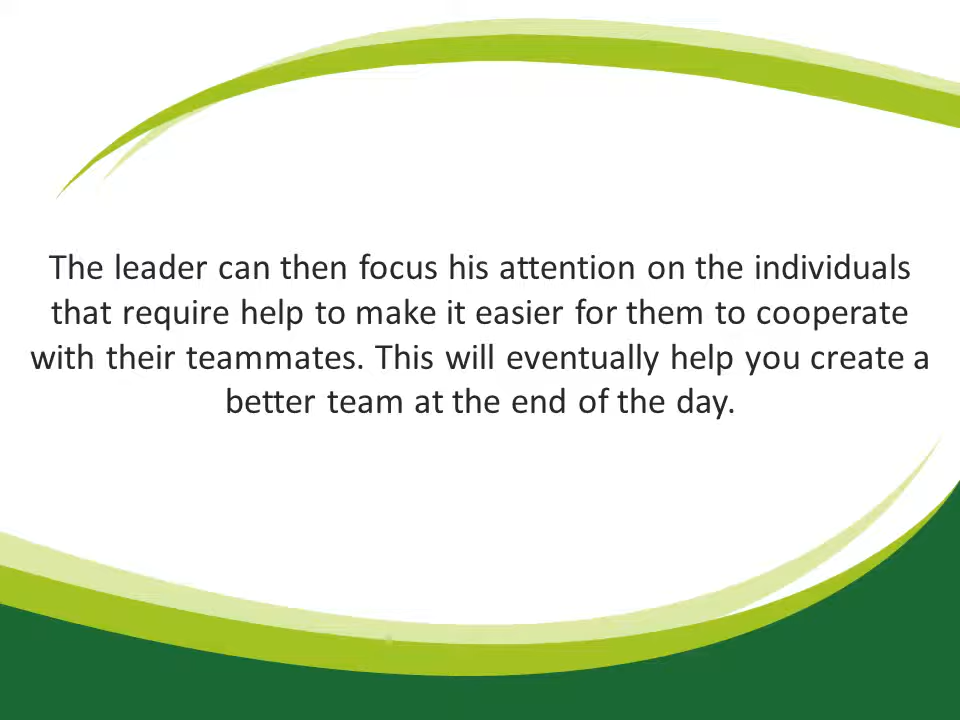 The leader can then focus his attention on the individuals
that require help to make it easier for them to cooperate
with their teammates. This will eventually help you create a
better team at the end of the day.